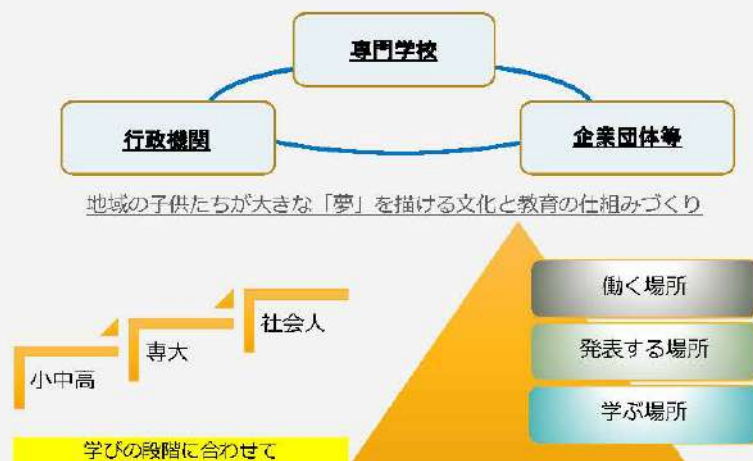 専門学校
行政機関
企業団体等
地域の子供たちが大きな「夢」を描ける文化と教育の仕組みづくり
社会人
専大
小中高
学びの段階に合わせて
働く場所
発表する場所
学ぶ場所